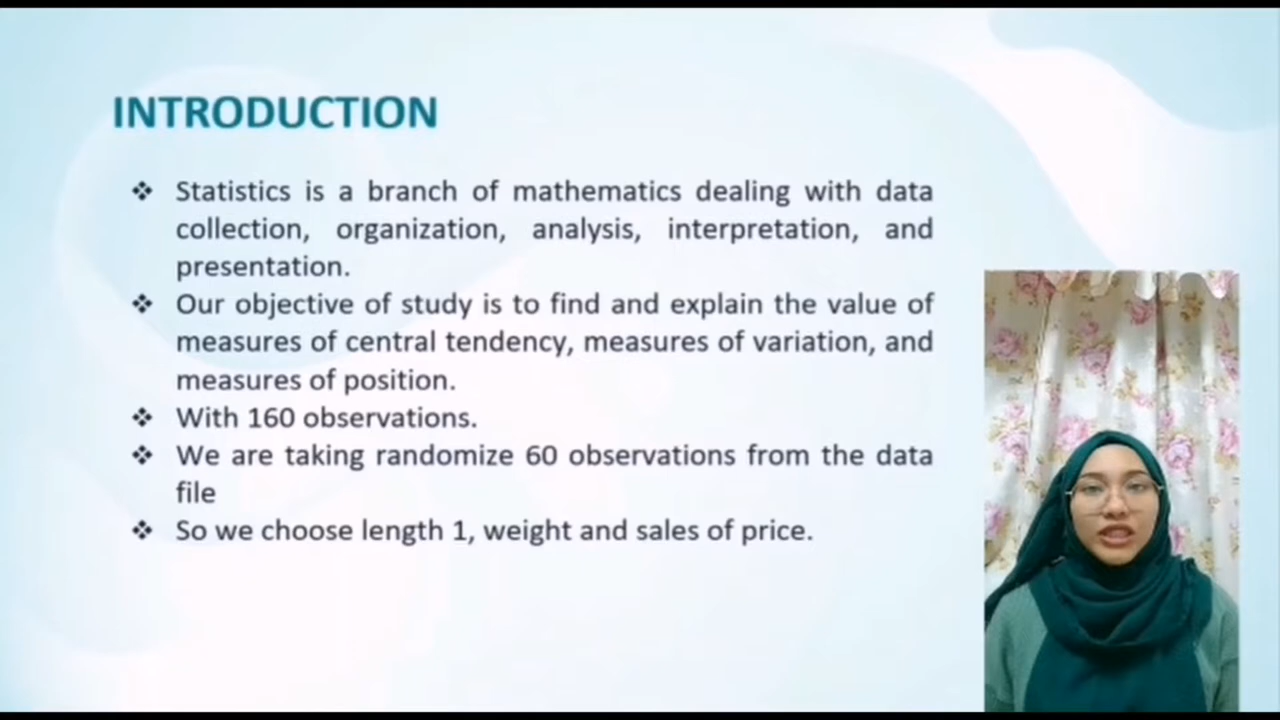 INTRODUCTION
❖ Statistics is a branch of mathematics dealing with data
collection, organization, analysis, interpretation, and
presentation.
❖ Our objective of study is to find and explain the value of
measures of central tendency, measures of variation, and
measures of position.
❖ With 160 observations.
❖ We are taking randomize 60 observations from the data
file
❖ So we choose length 1, weight and sales of price.